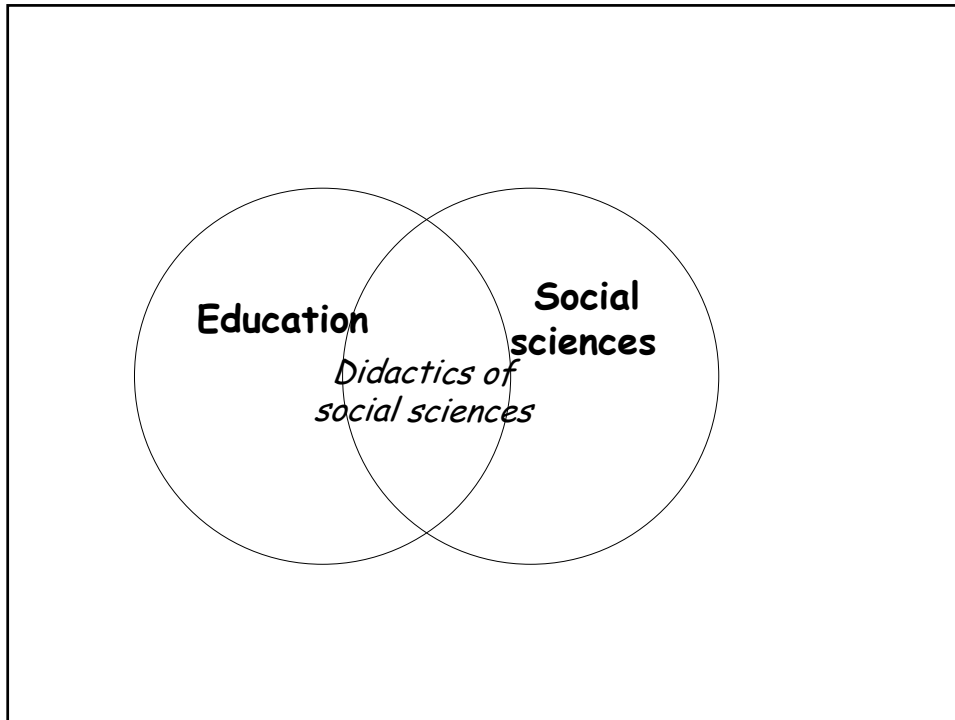 Education
Social
sciences
Didactics of
social sciences